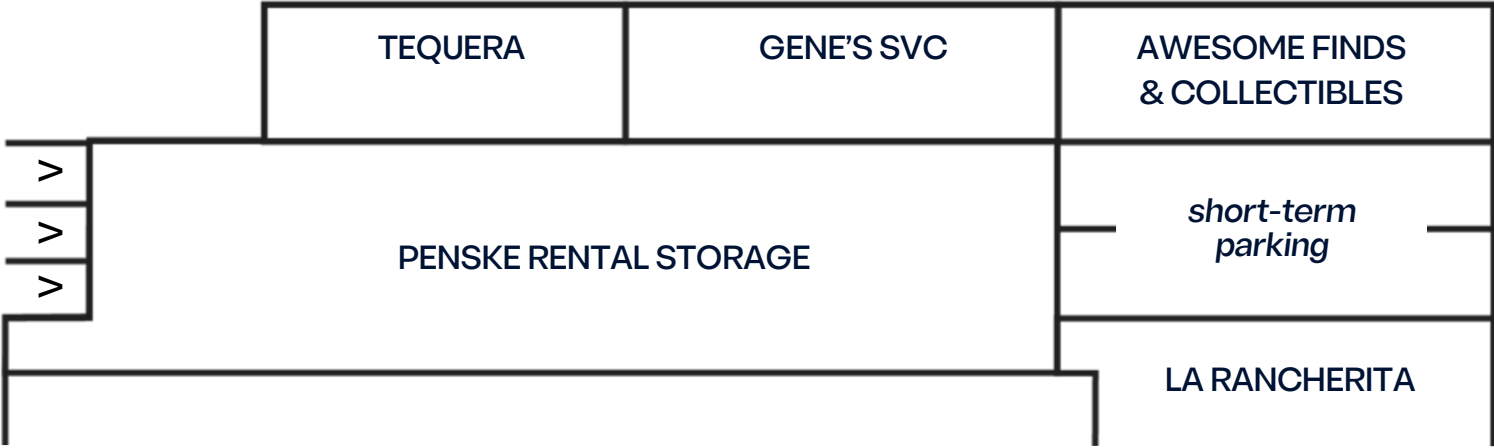 TEQUERA
GENE’S SVC
AWESOME FINDS
& COLLECTIBLES
>
>
>
PENSKE RENTAL STORAGE
short-term
parking
LA RANCHERITA